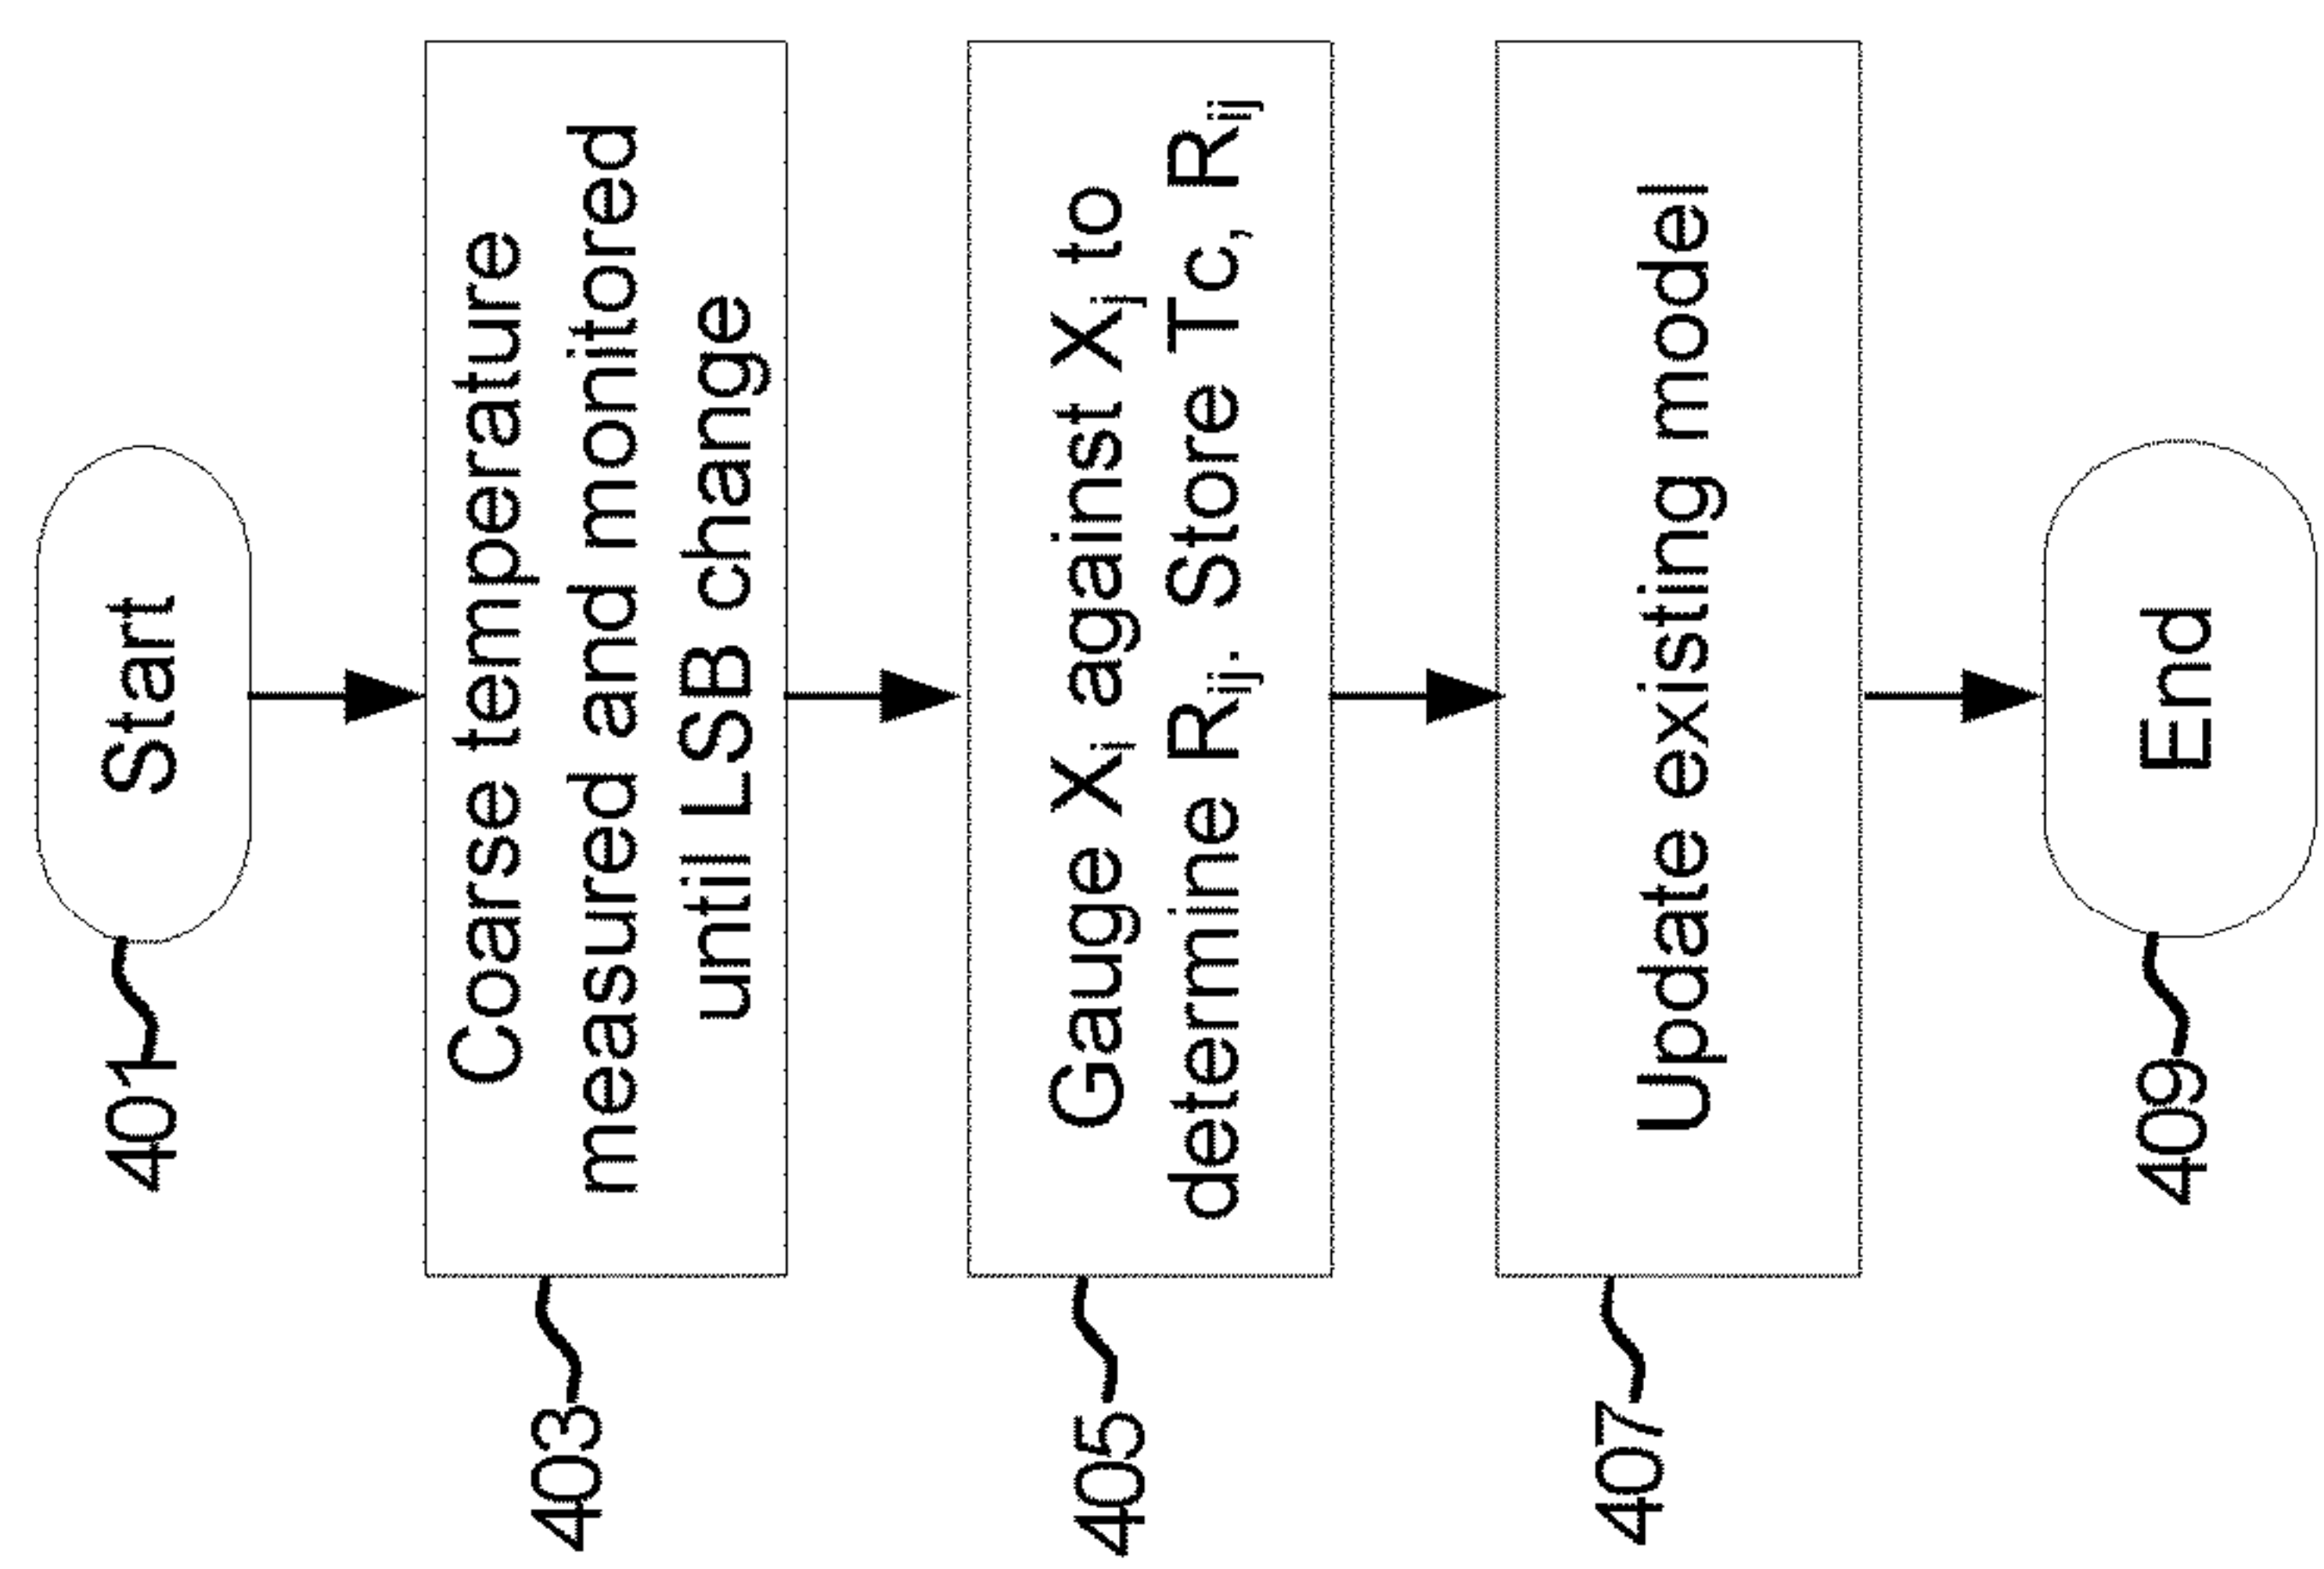 401
Start
403
Coarse temperature
measured and monitored
until LSB change
405
Gauge Xᵢ against Xⱼ to
determine Rᵢⱼ. Store Tc, Rᵢⱼ
407
Update existing model
409
End